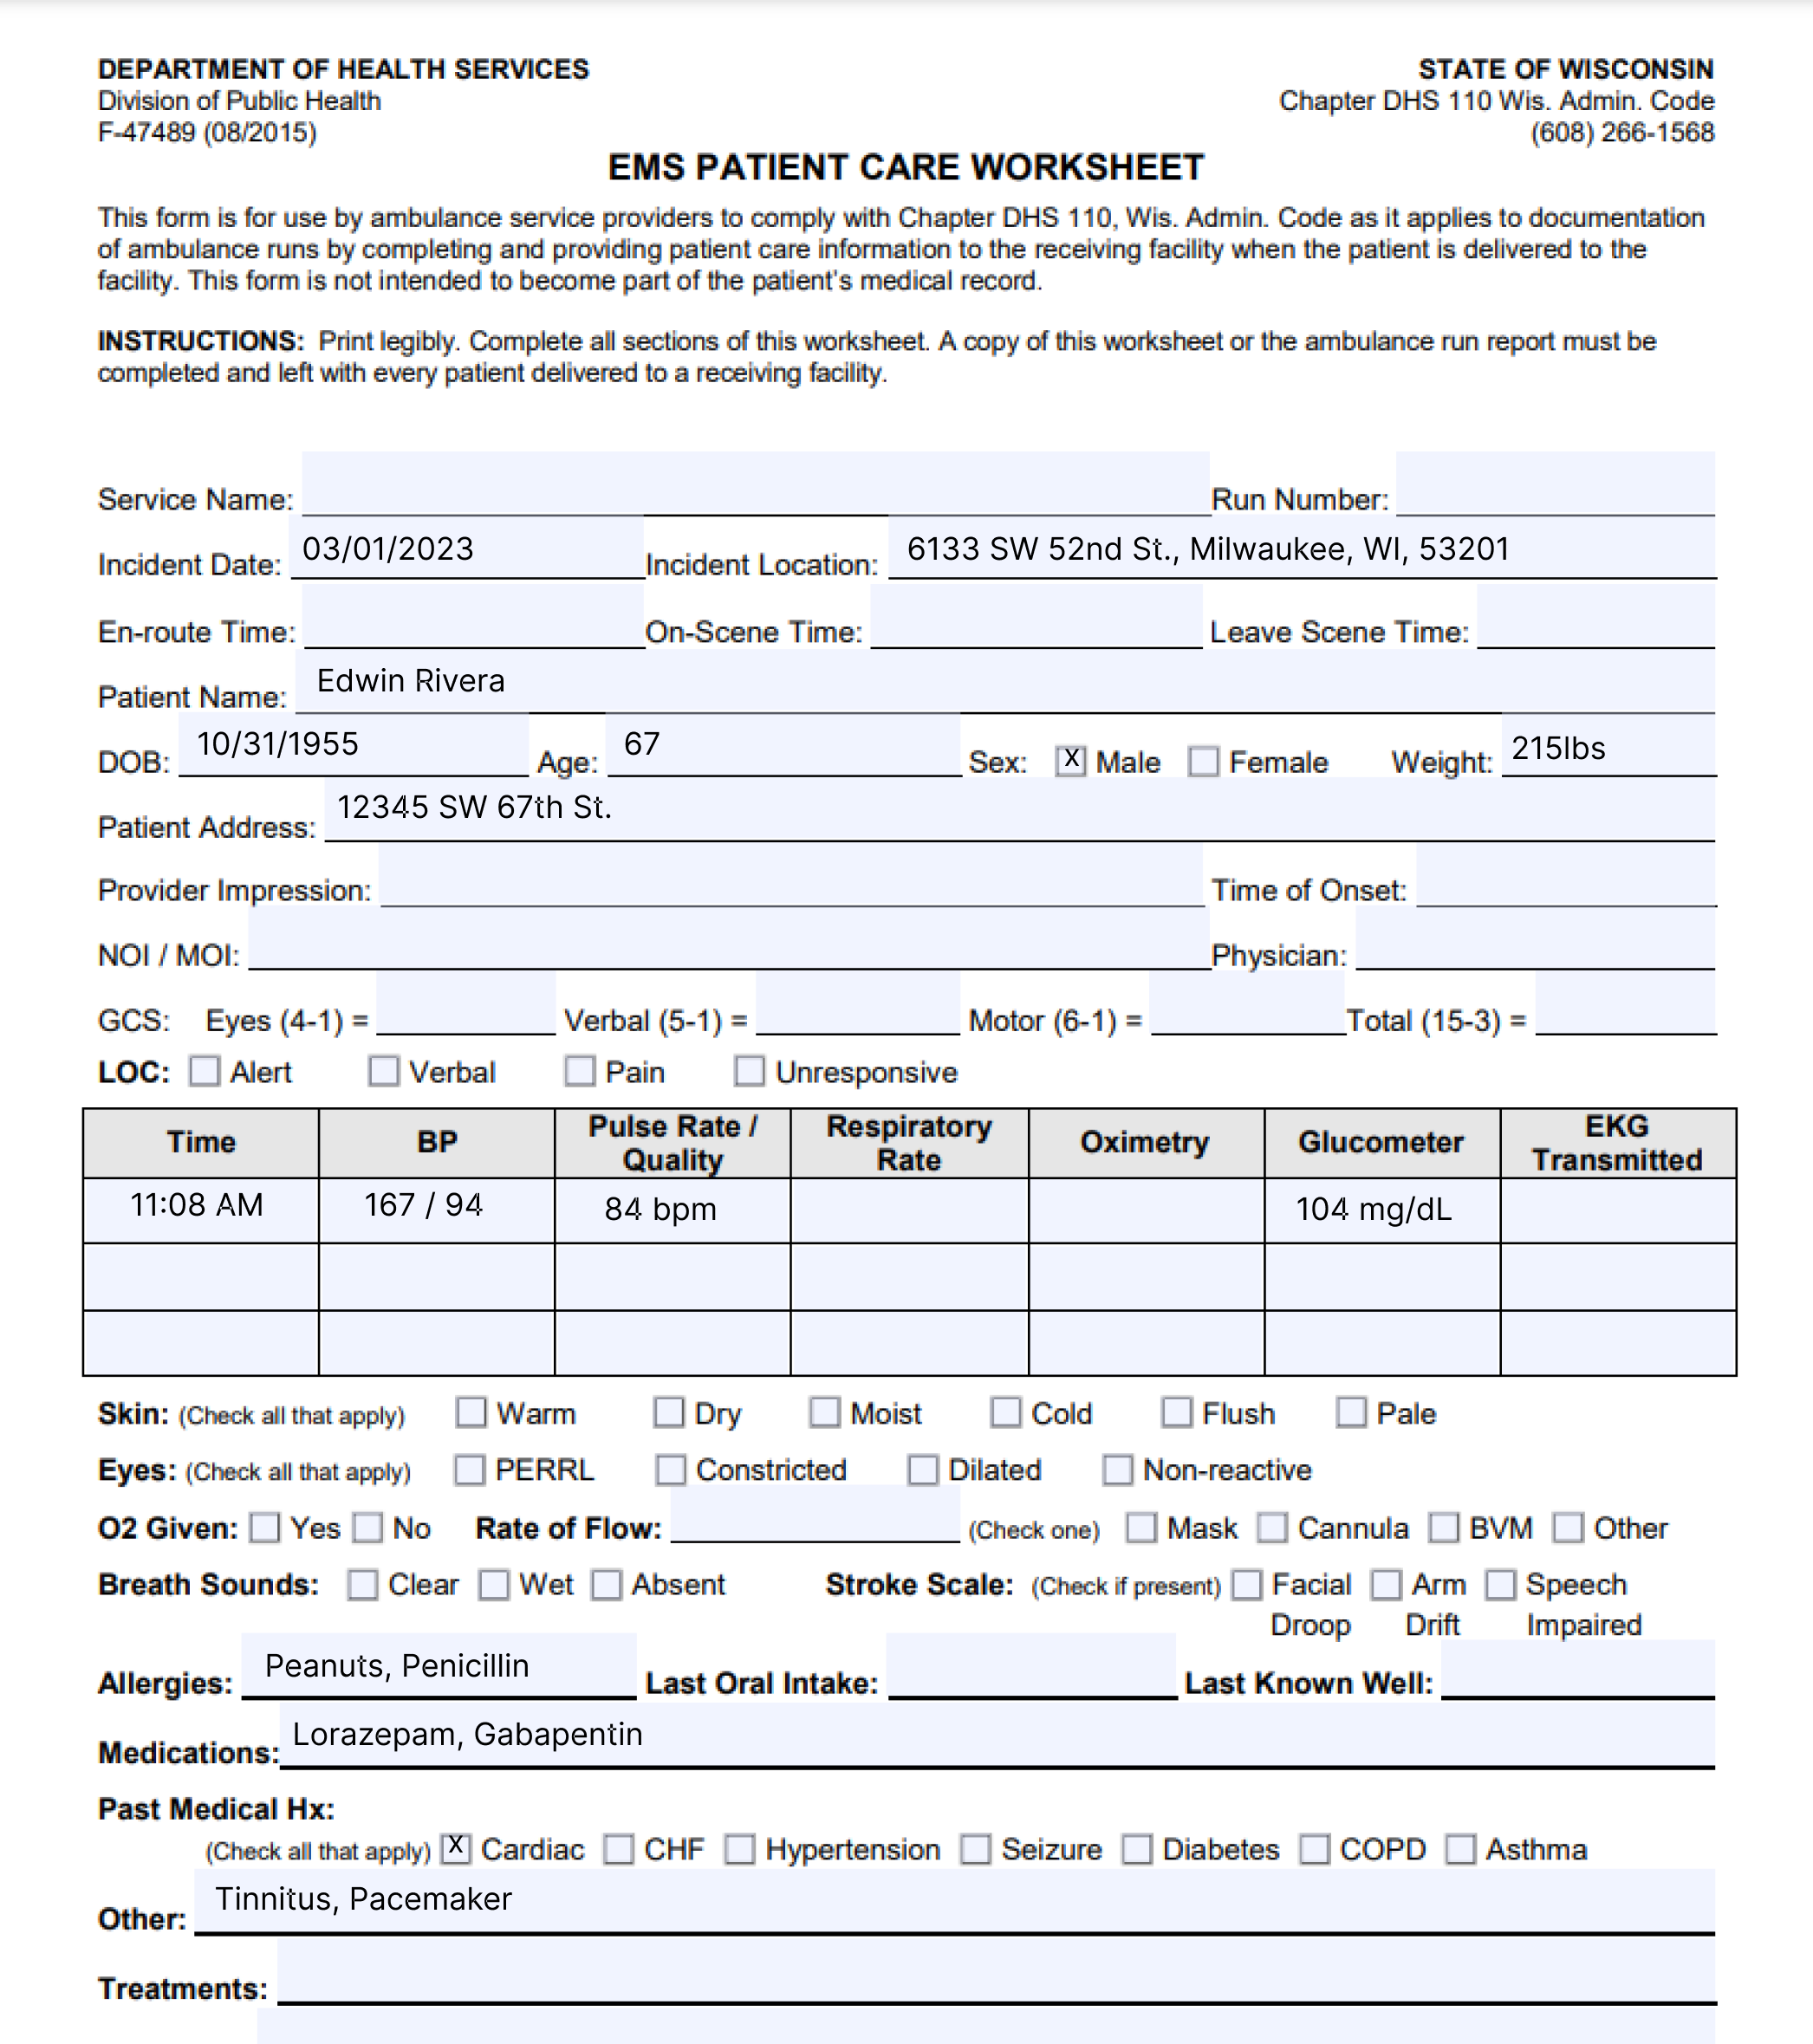 DEPARTMENT OF HEALTH SERVICES STATE OF WISCONSIN
Division of Public Health Chapter DHS 110 Wis. Admin. Code
F-47489 (08/2015) (608) 266-1568
EMS PATIENT CARE WORKSHEET
This form is for use by ambulance service providers to comply with Chapter DHS 110, Wis. Admin. Code as it applies to documentation
of ambulance runs by completing and providing patient care information to the receiving facility when the patient is delivered to the
facility. This form is not intended to become part of the patient's medical record.
INSTRUCTIONS: Print legibly. Complete all sections of this worksheet. A copy of this worksheet or the ambulance run report must be
completed and left with every patient delivered to a receiving facility.
Service Name: Run Number:
Incident Date: 03/01/2023 Incident Location: 6133 SW 52nd St., Milwaukee, WI, 53201
En-route Time: On-Scene Time: Leave Scene Time:
Patient Name: Edwin Rivera
DOB: 10/31/1955 Age: 67 Sex: X Male Female Weight: 215lbs
Patient Address: 12345 SW 67th St.
Provider Impression: Time of Onset:
NOI / MOI: Physician:
GCS: Eyes (4-1) = Verbal (5-1) = Motor (6-1) = Total (15-3) =
LOC: Alert Verbal Pain Unresponsive
Time BP Pulse Rate / Quality Respiratory Rate Oximetry Glucometer EKG Transmitted
11:08 AM 167 / 94 84 bpm 104 mg/dL
Skin: (Check all that apply) Warm Dry Moist Cold Flush Pale
Eyes: (Check all that apply) PERRL Constricted Dilated Non-reactive
O2 Given: Yes No Rate of Flow: (Check one) Mask Cannula BVM Other
Breath Sounds: Clear Wet Absent Stroke Scale: (Check if present) Facial Droop Arm Drift Speech Impaired
Allergies: Peanuts, Penicillin Last Oral Intake: Last Known Well:
Medications: Lorazepam, Gabapentin
Past Medical Hx:
(Check all that apply) X Cardiac CHF Hypertension Seizure Diabetes COPD Asthma
Other: Tinnitus, Pacemaker
Treatments: